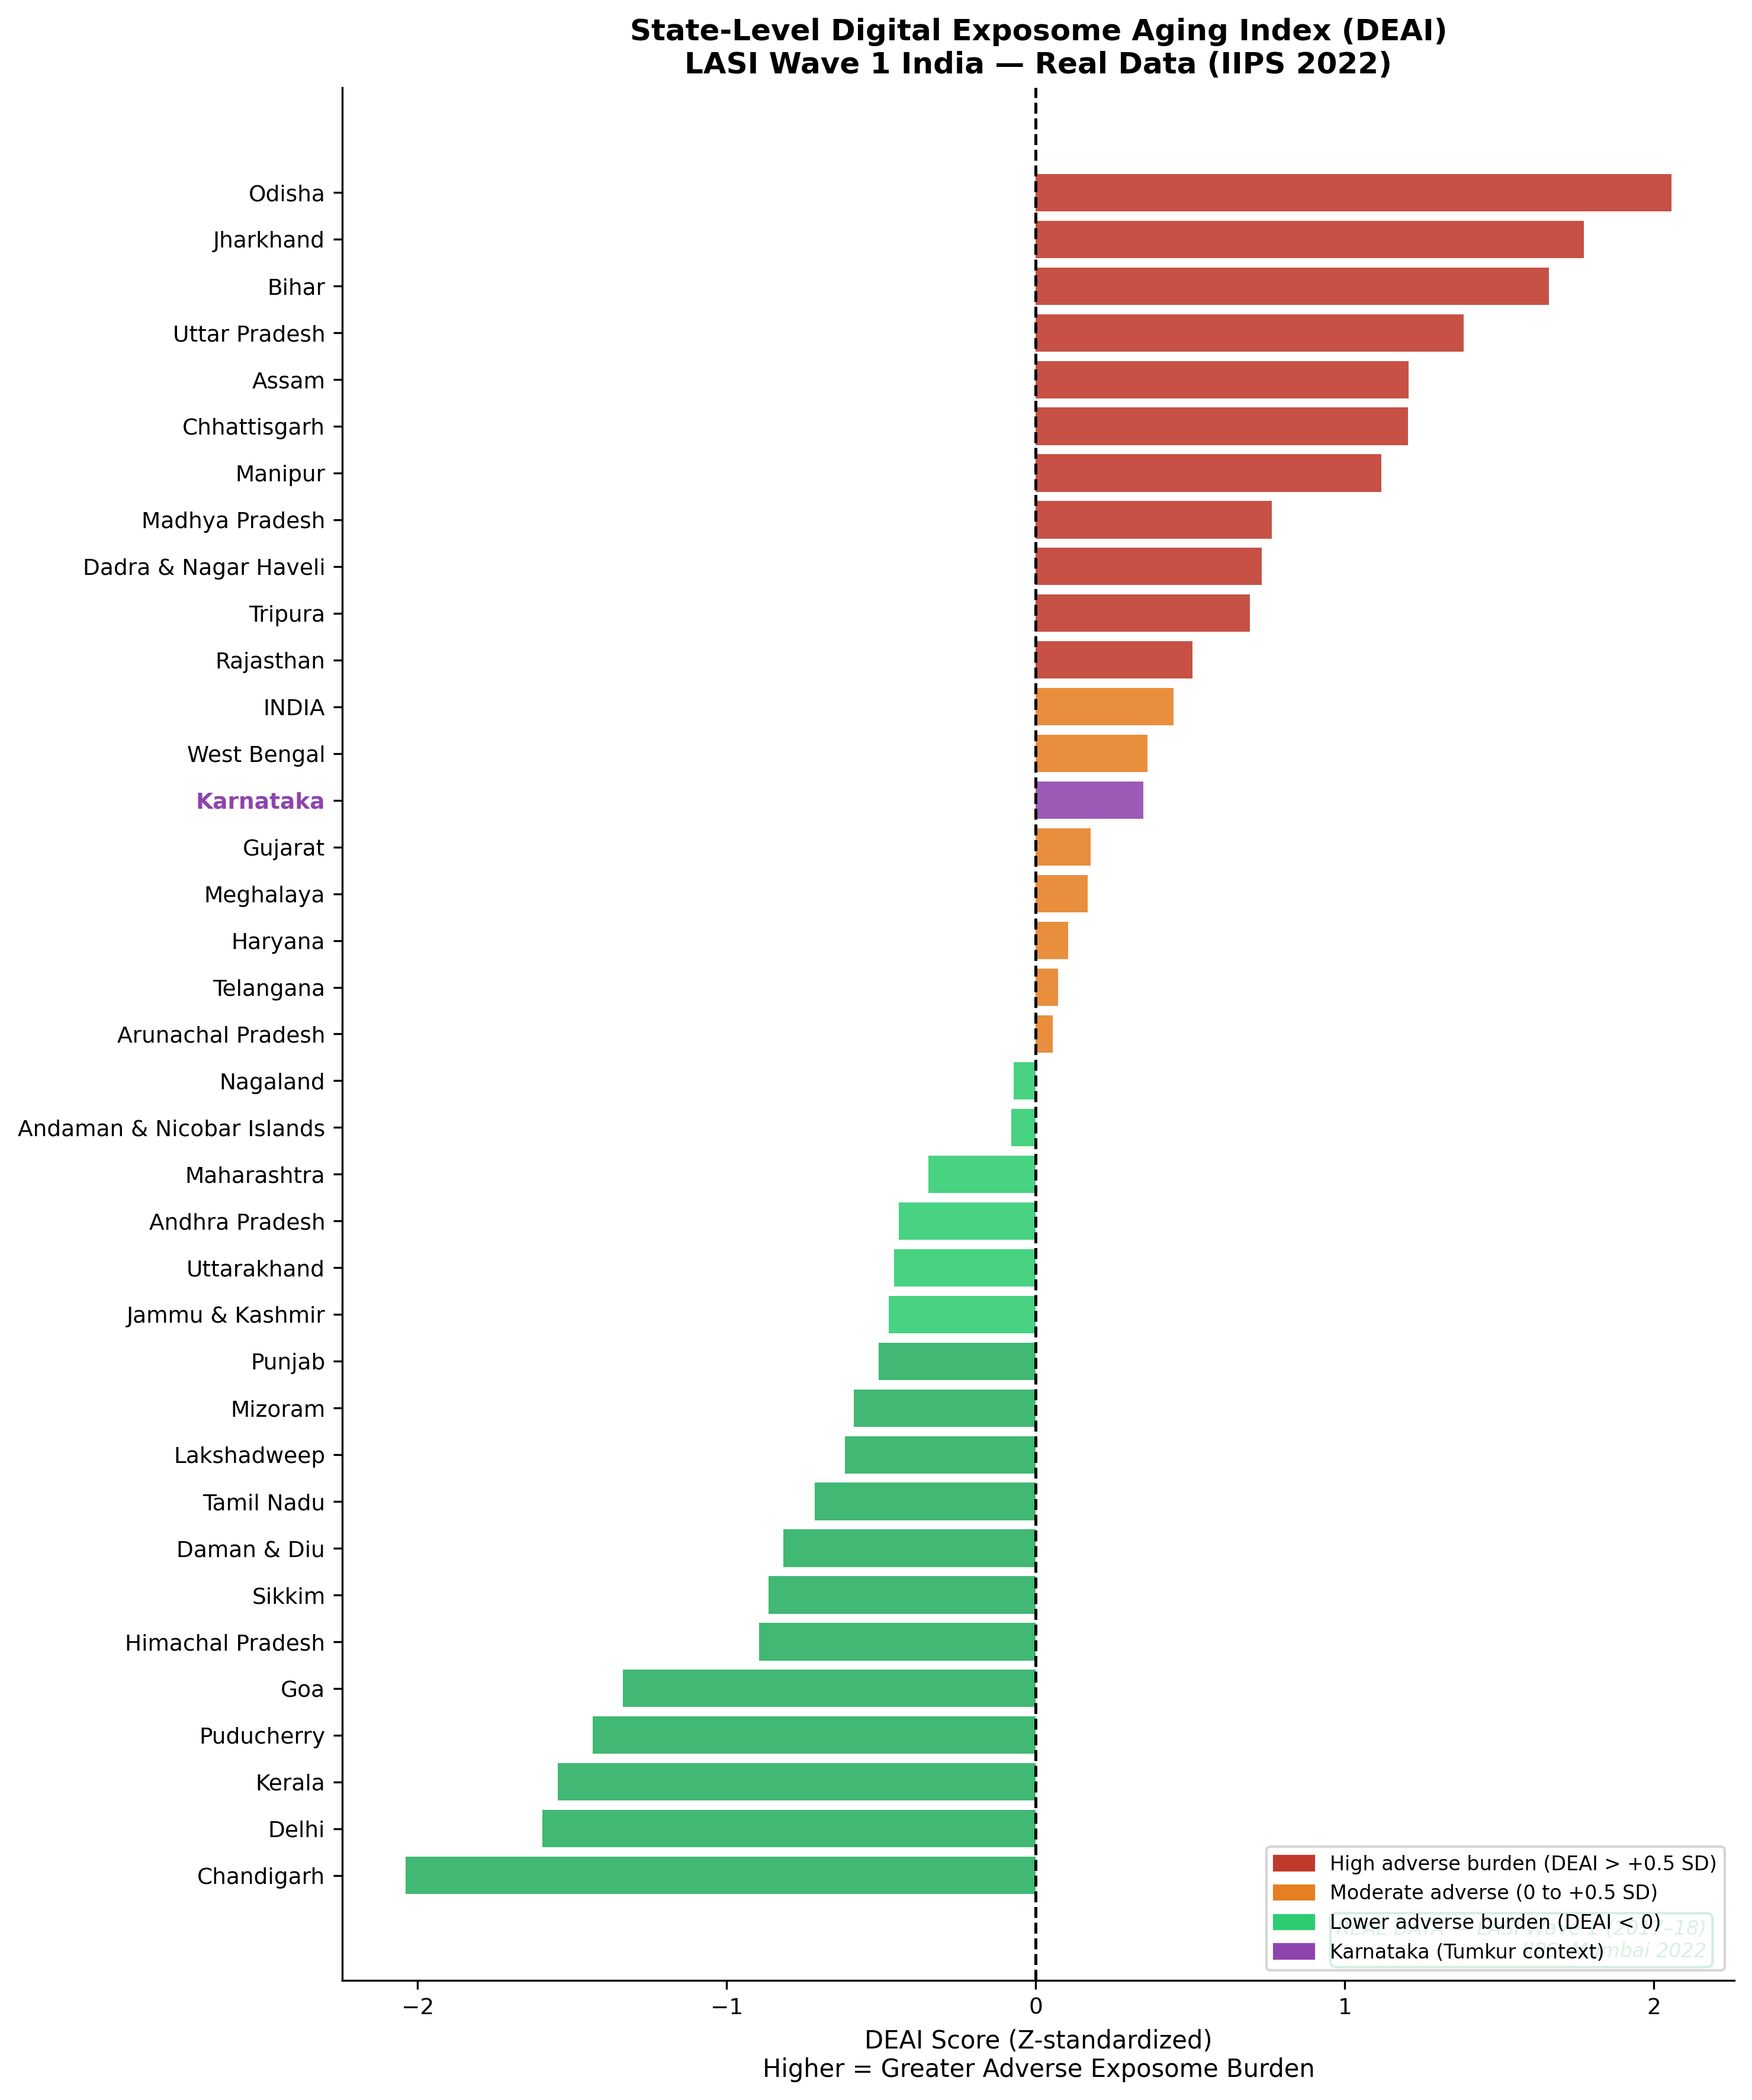 State-Level Digital Exposome Aging Index (DEAI)
LASI Wave 1 India — Real Data (IIPS 2022)
Odisha
Jharkhand
Bihar
Uttar Pradesh
Assam
Chhattisgarh
Manipur
Madhya Pradesh
Dadra & Nagar Haveli
Tripura
Rajasthan
INDIA
West Bengal
Karnataka
Gujarat
Meghalaya
Haryana
Telangana
Arunachal Pradesh
Nagaland
Andaman & Nicobar Islands
Maharashtra
Andhra Pradesh
Uttarakhand
Jammu & Kashmir
Punjab
Mizoram
Lakshadweep
Tamil Nadu
Daman & Diu
Sikkim
Himachal Pradesh
Goa
Puducherry
Kerala
Delhi
Chandigarh
High adverse burden (DEAI > +0.5 SD)
Moderate adverse (0 to +0.5 SD)
Lower adverse burden (DEAI < 0)
Karnataka (Tumkur context)
2022
−2 −1 0 1 2
DEAI Score (Z-standardized)
Higher = Greater Adverse Exposome Burden